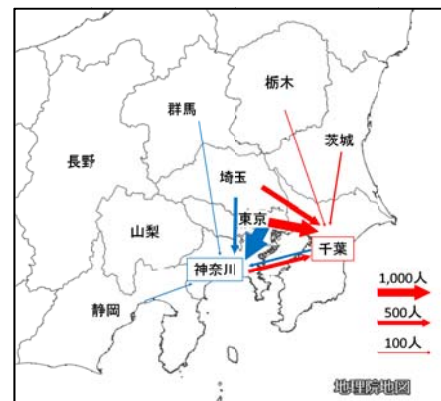 栃木
群馬
茨城
長野
埼玉
東京
山梨
千葉
神奈川
静岡
1,000人
500人
100人
地理院地図